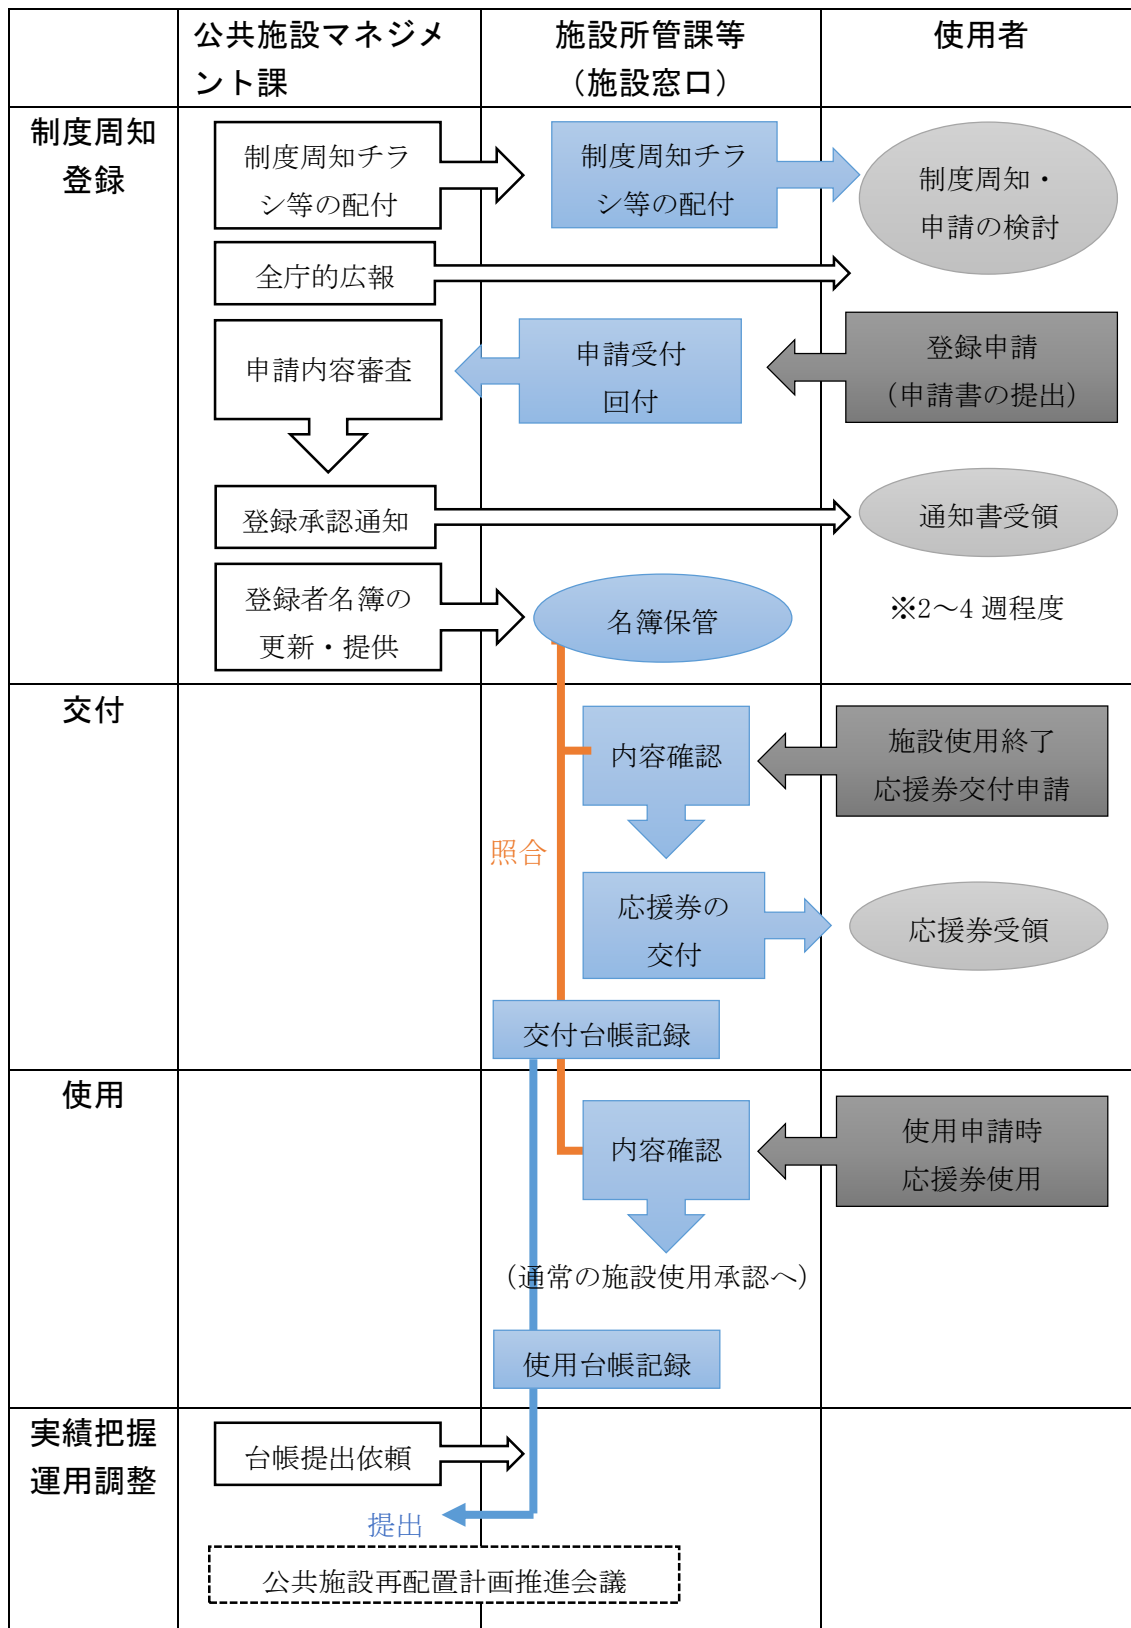 公共施設マネジメ
ント課
施設所管課等
（施設窓口）
使用者
制度周知
登録
制度周知チラ
シ等の配付
制度周知チラ
シ等の配付
制度周知・
申請の検討
全庁的広報
申請内容審査
申請受付
回付
登録申請
（申請書の提出）
登録承認通知
通知書受領
登録者名簿の
更新・提供
名簿保管
※2～4 週程度
交付
内容確認
施設使用終了
応援券交付申請
照合
応援券の
交付
応援券受領
交付台帳記録
使用
内容確認
使用申請時
応援券使用
（通常の施設使用承認へ）
使用台帳記録
実績把握
運用調整
台帳提出依頼
提出
公共施設再配置計画推進会議